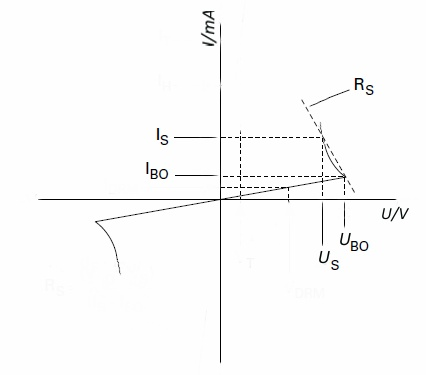 I/mA
R_S
I_S
I_BO
U/V
U_BO
U_S